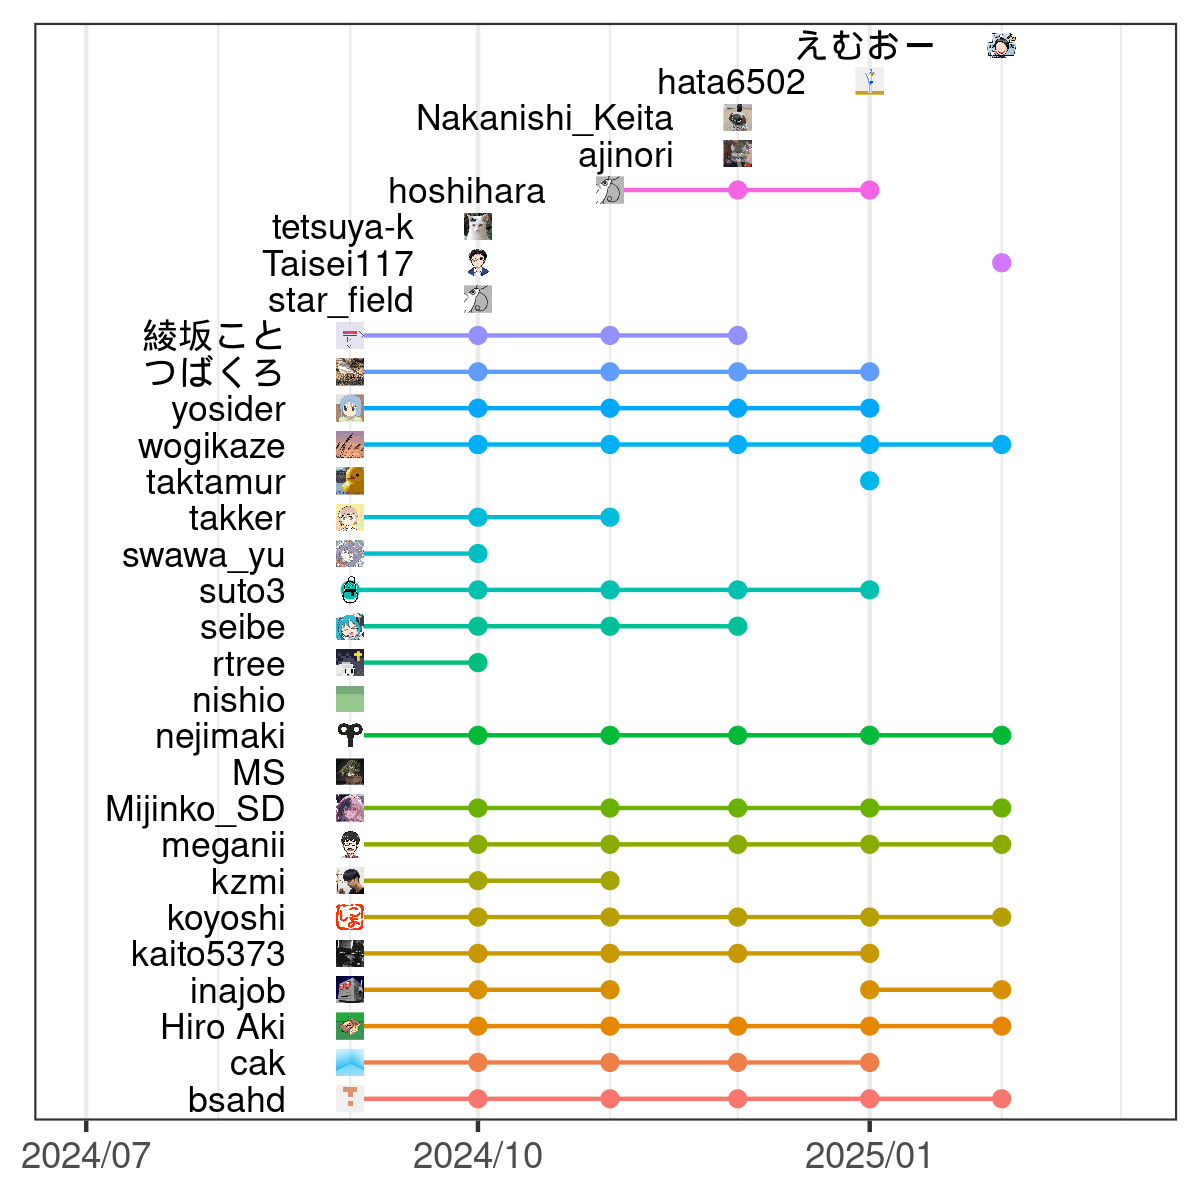 えむおー
hata6502
Nakanishi_Keita
ajinori
hoshihara
tetsuya-k
Taisei117
star_field
綾坂こと
つばくろ
yosider
wogikaze
taktamur
takker
swawa_yu
suto3
seibe
rtree
nishio
nejimaki
MS
Mijinko_SD
meganii
kzmi
koyoshi
kaito5373
inajob
Hiro Aki
cak
bsahd
2024/07 2024/10 2025/01